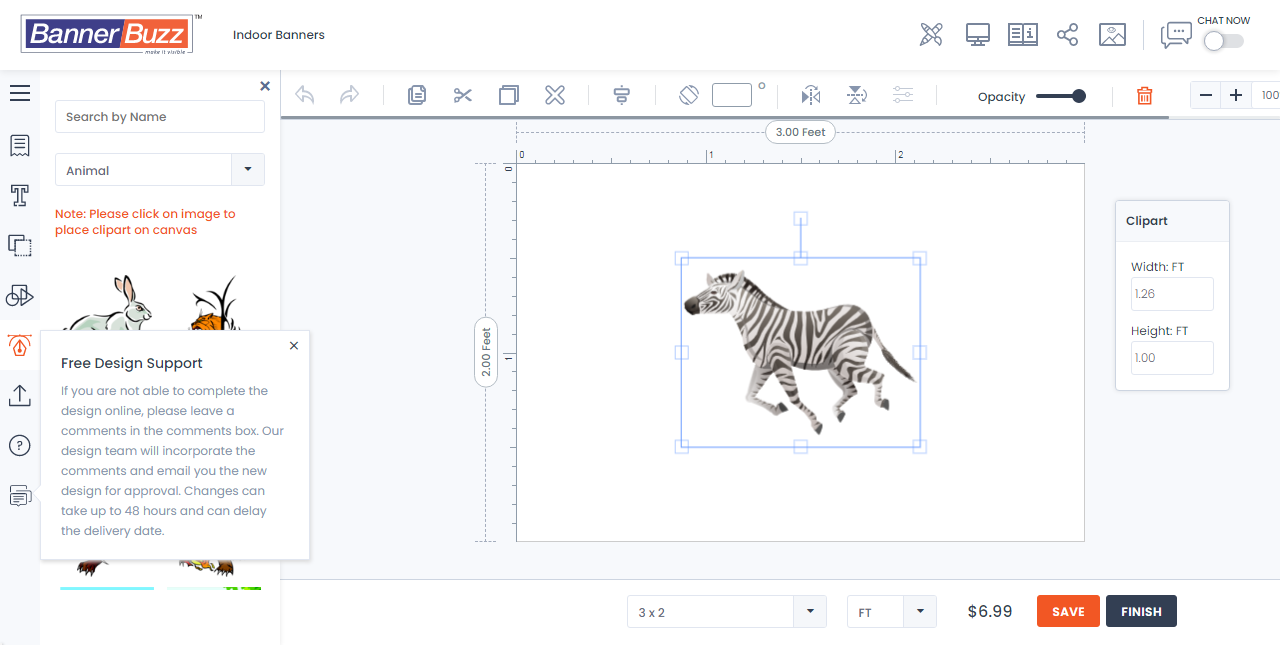 BannerBuzz
TM
make it visible
Indoor Banners
CHAT NOW
Search by Name
Animal
Note: Please click on image to
place clipart on canvas
Opacity
100
3.00 Feet
0
1
2
0
1
2.00 Feet
Clipart
Width: FT
1.26
Height: FT
1.00
Free Design Support
If you are not able to complete the
design online, please leave a
comments in the comments box. Our
design team will incorporate the
comments and email you the new
design for approval. Changes can
take up to 48 hours and can delay
the delivery date.
3 x 2
FT
$6.99
SAVE
FINISH